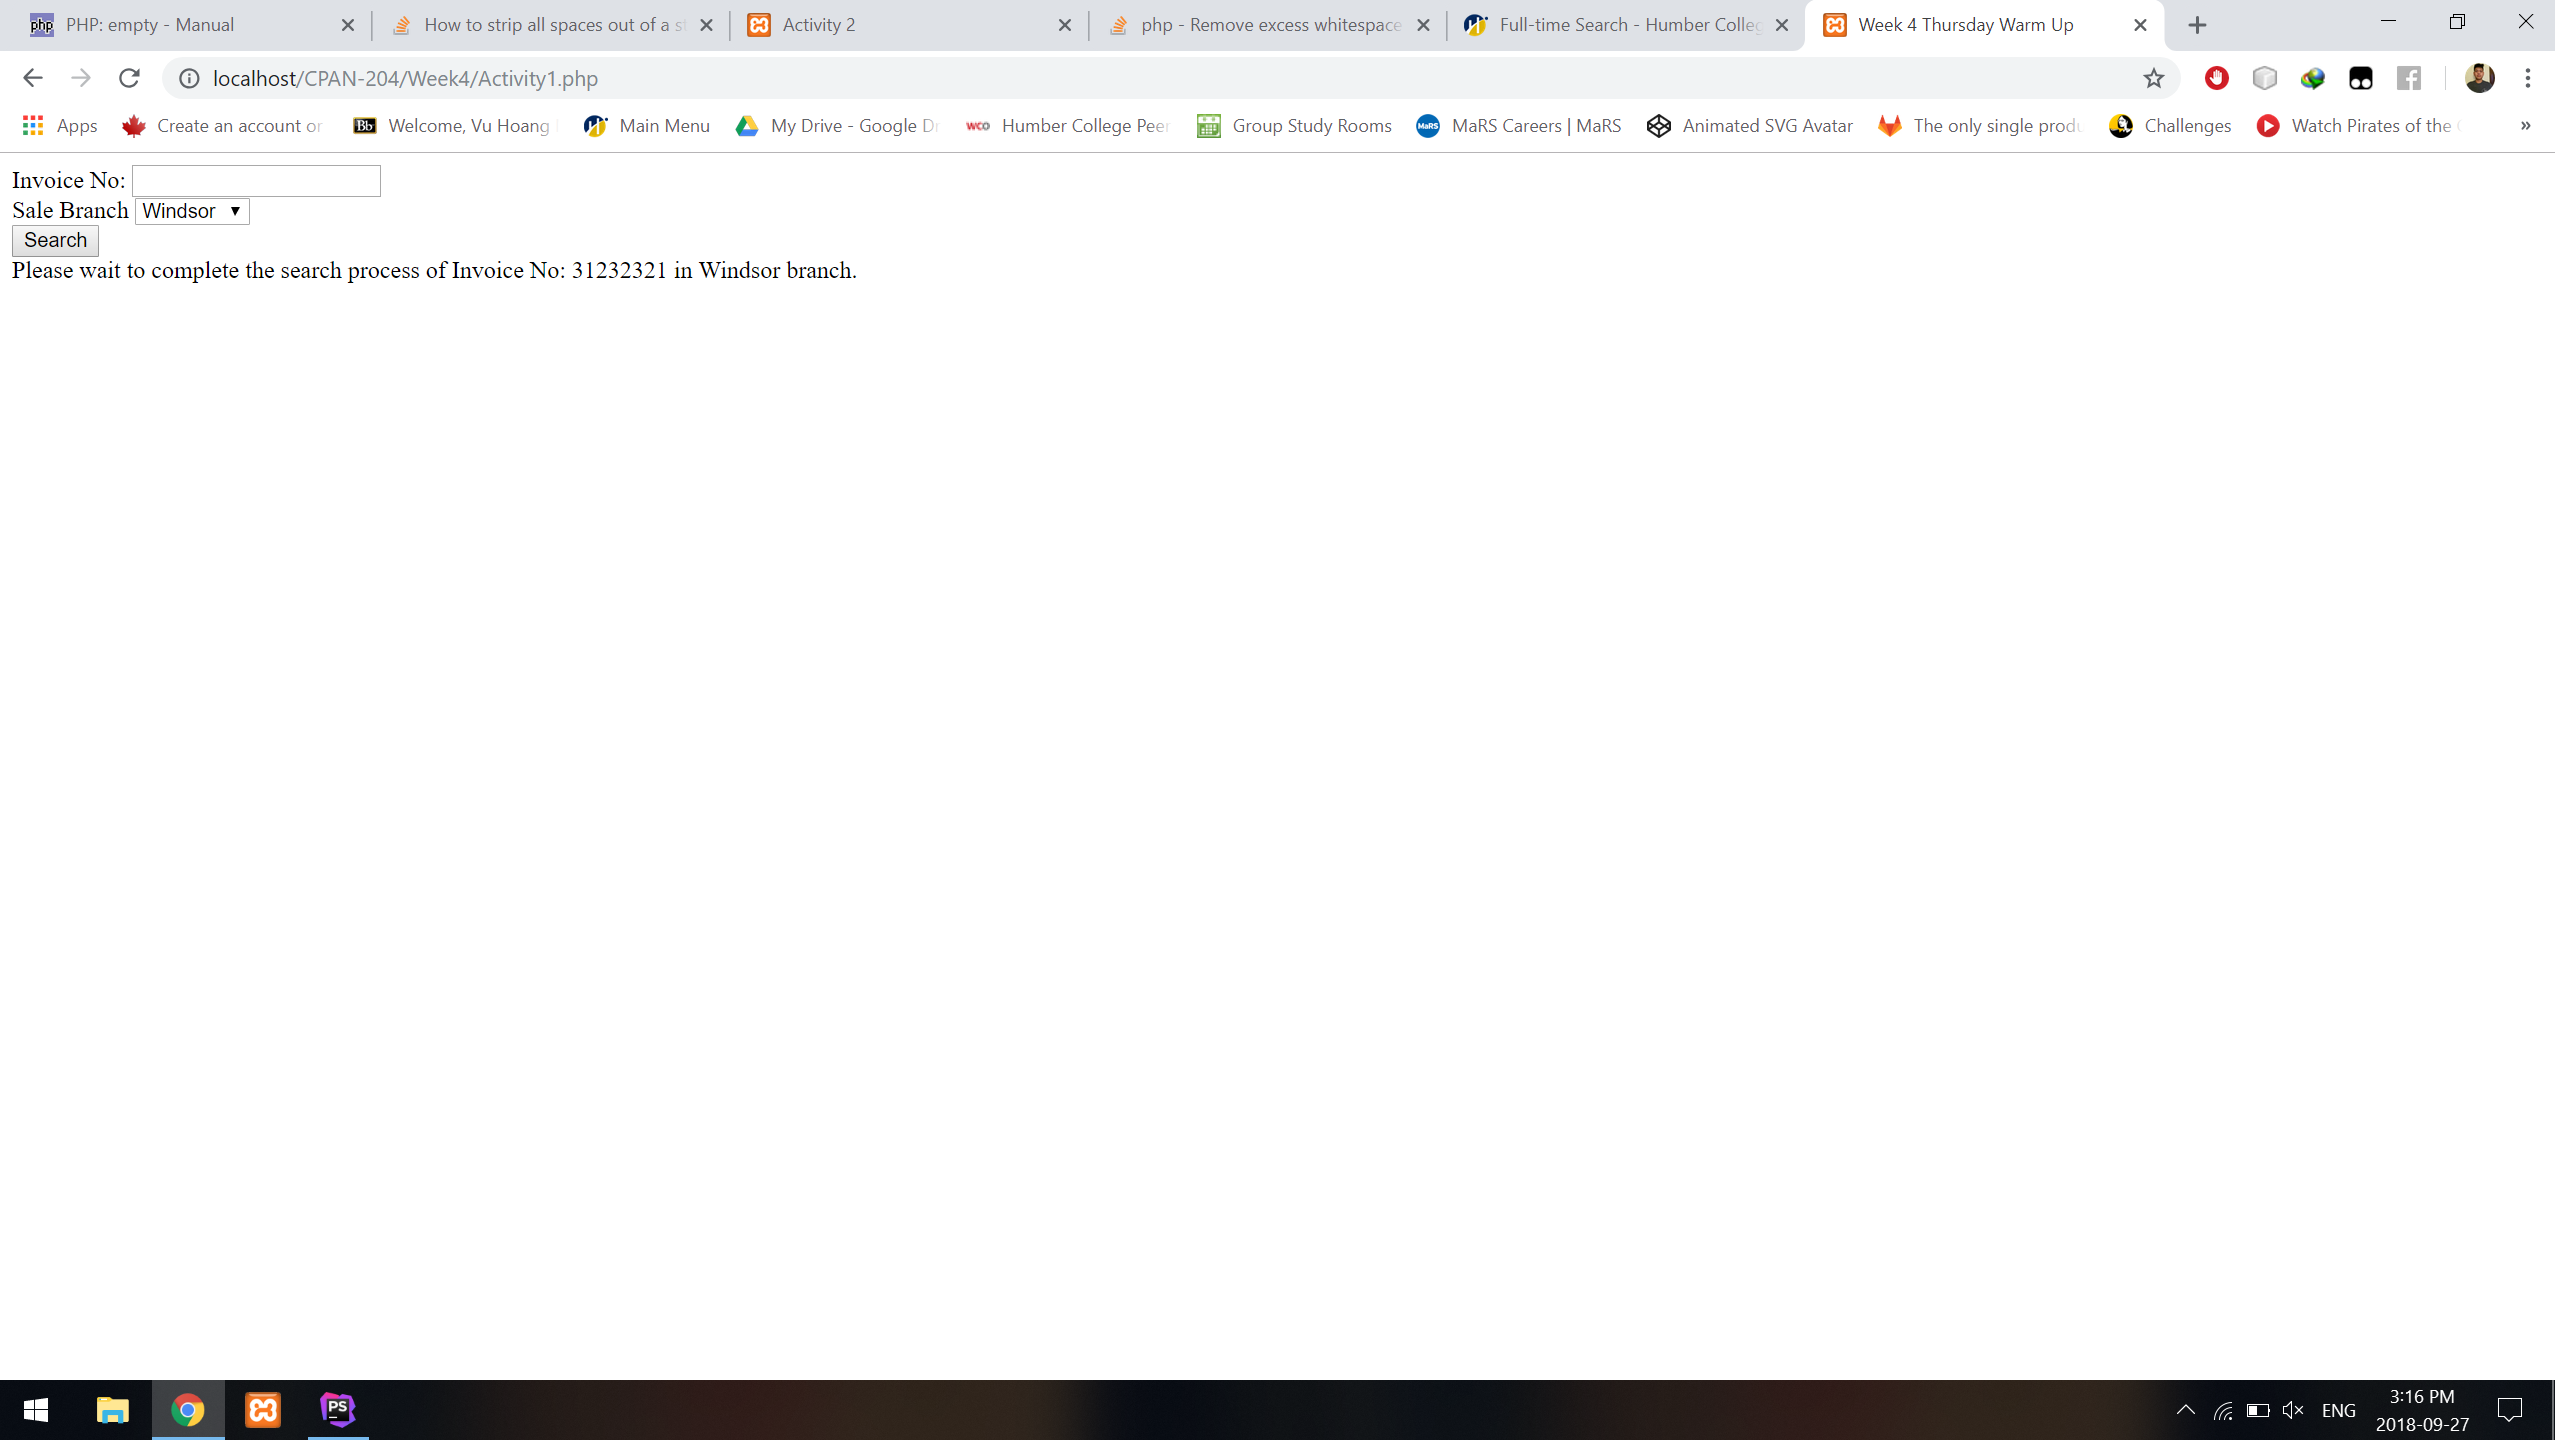 php PHP: empty - Manual
How to strip all spaces out of a st
Activity 2
php - Remove excess whitespace
Full-time Search - Humber Colleg
Week 4 Thursday Warm Up
localhost/CPAN-204/Week4/Activity1.php
Apps
Create an account or
Bb Welcome, Vu Hoang
Main Menu
My Drive - Google Dr
WCO Humber College Peer
Group Study Rooms
MaRS MaRS Careers | MaRS
Animated SVG Avatar
The only single produ
Challenges
Watch Pirates of the
»
Invoice No:
Sale Branch Windsor
Search
Please wait to complete the search process of Invoice No: 31232321 in Windsor branch.
PS
ENG
3:16 PM
2018-09-27